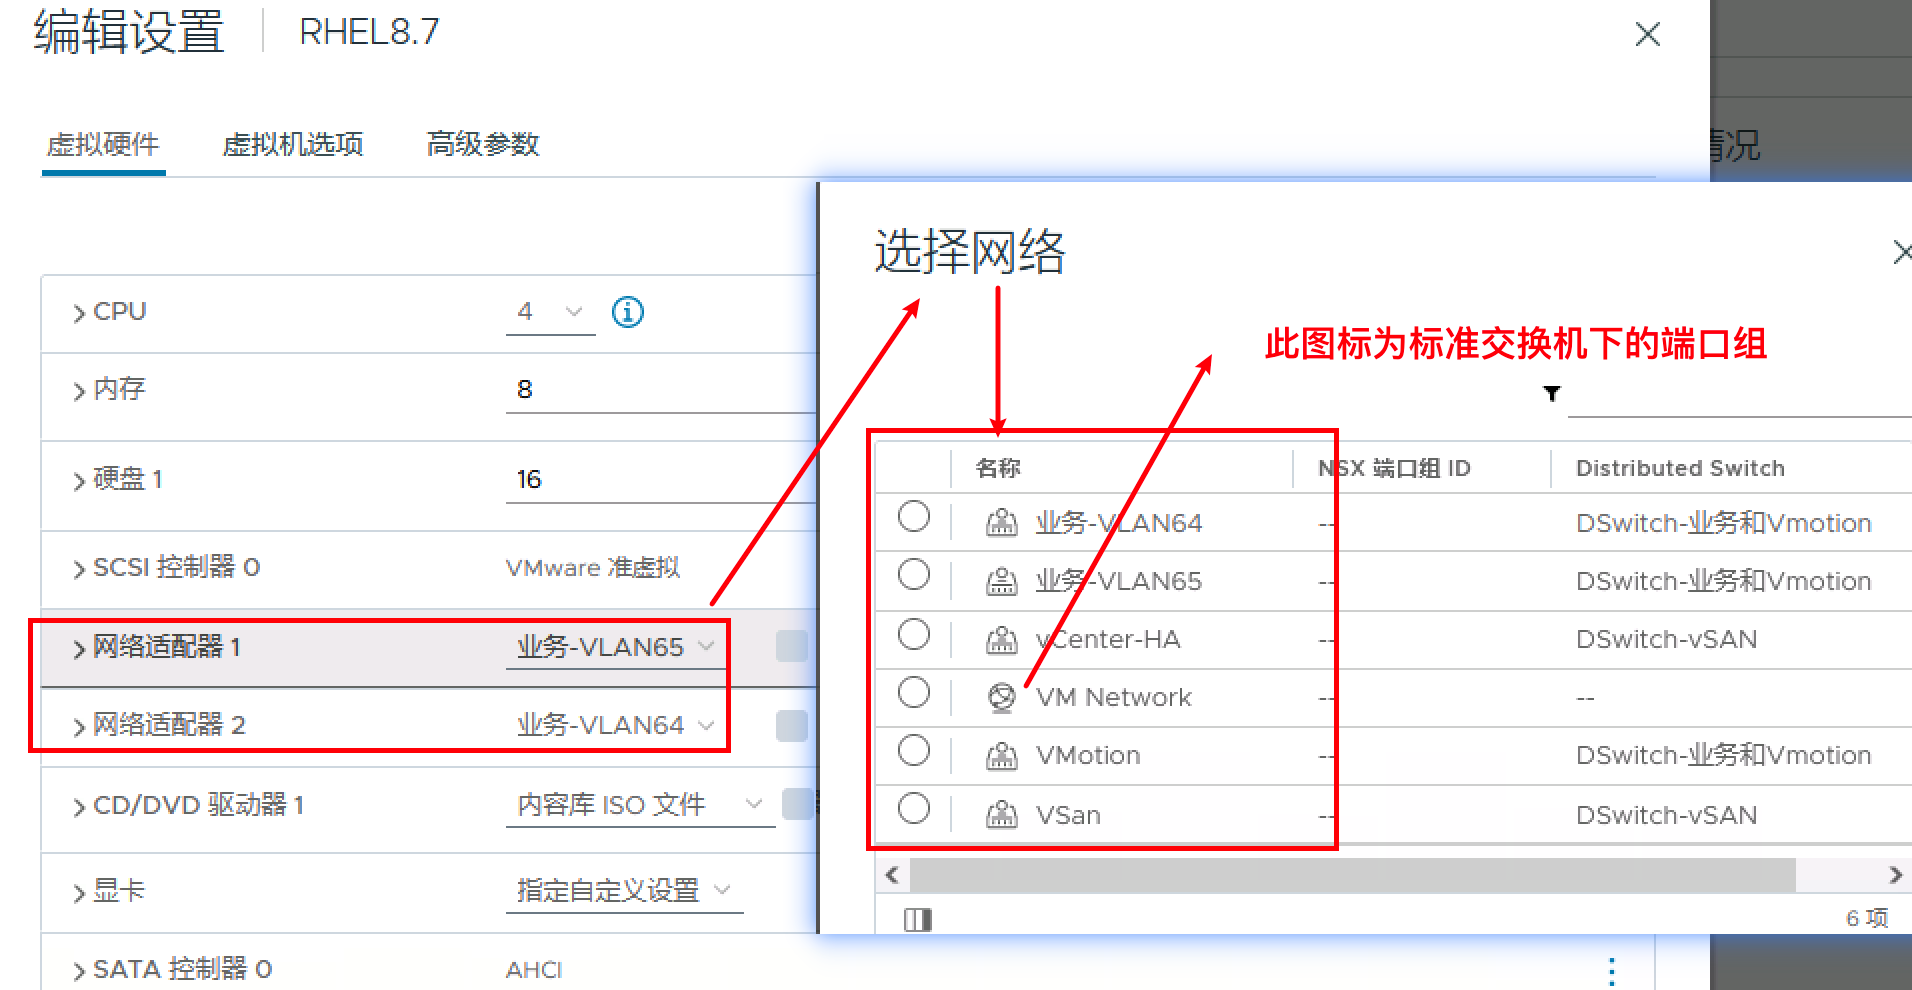 编辑设置 RHEL8.7
虚拟硬件 虚拟机选项 高级参数
情况
CPU 4
内存 8
硬盘 1 16
SCSI 控制器 0 VMware 准虚拟
网络适配器 1 业务-VLAN65
网络适配器 2 业务-VLAN64
CD/DVD 驱动器 1 内容库 ISO 文件
显卡 指定自定义设置
SATA 控制器 0 AHCI
选择网络
此图标为标准交换机下的端口组
名称 NSX 端口组 ID Distributed Switch
业务-VLAN64 -- DSwitch-业务和Vmotion
业务-VLAN65 -- DSwitch-业务和Vmotion
vCenter-HA -- DSwitch-vSAN
VM Network -- --
VMotion -- DSwitch-业务和Vmotion
VSan -- DSwitch-vSAN
6 项